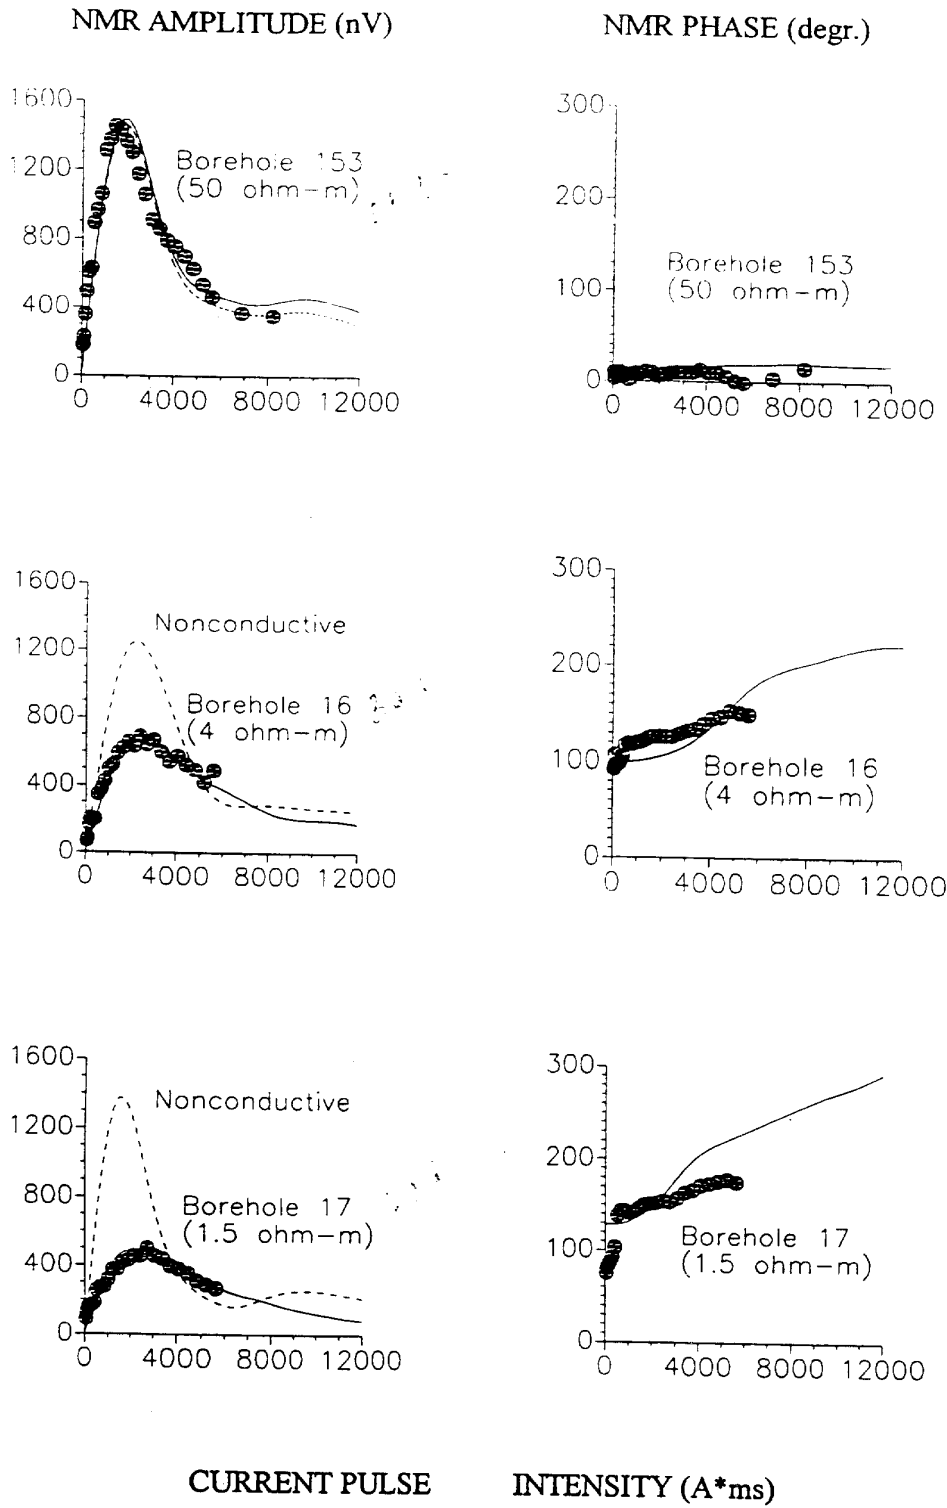 NMR AMPLITUDE (nV)
NMR PHASE (degr.)
1600
1200
800
400
0
0 4000 8000 12000
Borehole 153
(50 ohm-m)
300
200
100
0
0 4000 8000 12000
Borehole 153
(50 ohm-m)
1600
1200
800
400
0
0 4000 8000 12000
Nonconductive
Borehole 16
(4 ohm-m)
300
200
100
0
0 4000 8000 12000
Borehole 16
(4 ohm-m)
1600
1200
800
400
0
0 4000 8000 12000
Nonconductive
Borehole 17
(1.5 ohm-m)
300
200
100
0
0 4000 8000 12000
Borehole 17
(1.5 ohm-m)
CURRENT PULSE INTENSITY (A*ms)